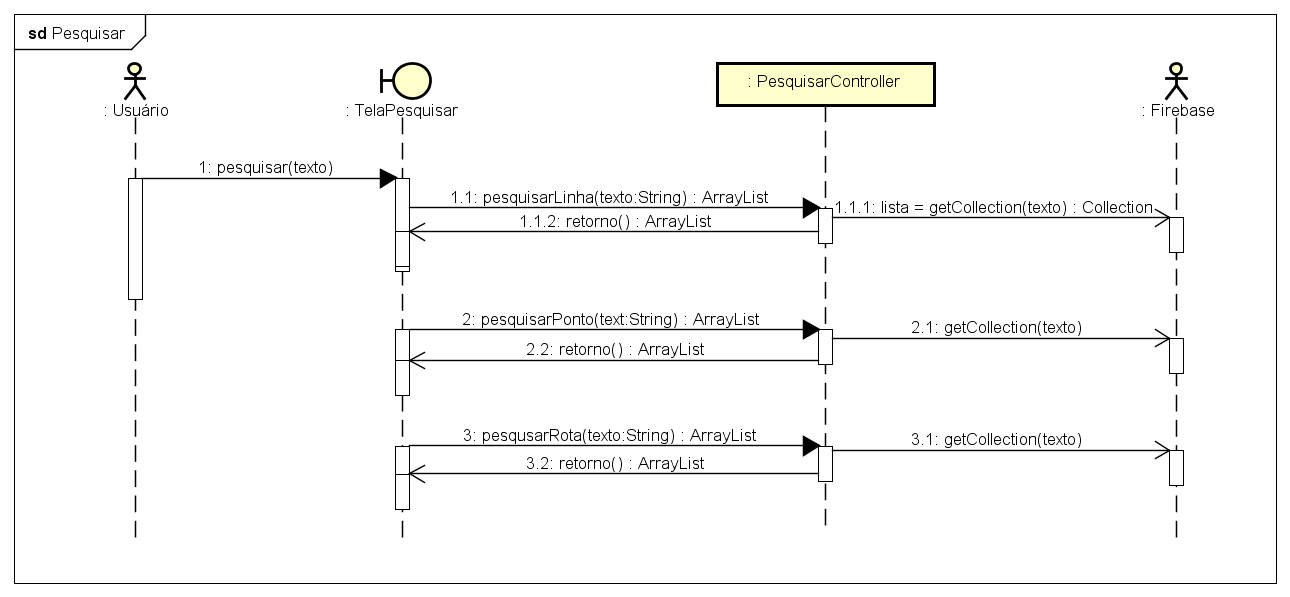 sd Pesquisar
: Usuário
: TelaPesquisar
: PesquisarController
: Firebase
1: pesquisar(texto)
1.1: pesquisarLinha(texto:String) : ArrayList
1.1.1: lista = getCollection(texto) : Collection
1.1.2: retorno() : ArrayList
2: pesquisarPonto(text:String) : ArrayList
2.1: getCollection(texto)
2.2: retorno() : ArrayList
3: pesqusarRota(texto:String) : ArrayList
3.1: getCollection(texto)
3.2: retorno() : ArrayList